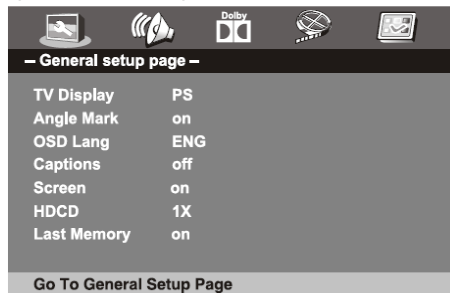 Dolby
– General setup page –
TV Display PS
Angle Mark on
OSD Lang ENG
Captions off
Screen on
HDCD 1X
Last Memory on
Go To General Setup Page